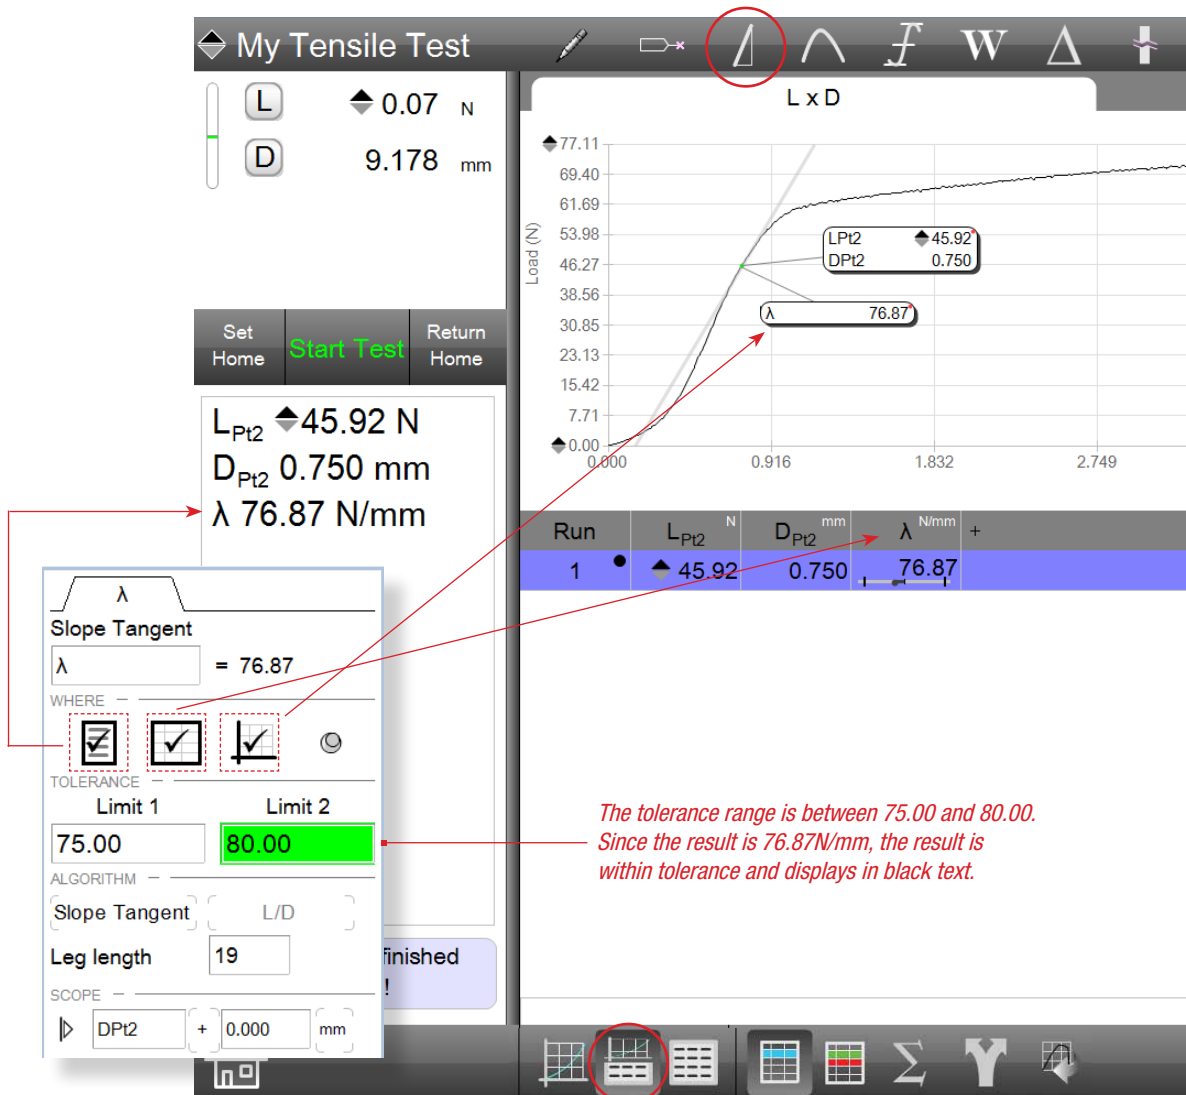 My Tensile Test
W
L 0.07 N
D 9.178 mm
Set Home
Start Test
Return Home
LPt2 45.92 N
DPt2 0.750 mm
λ 76.87 N/mm
L x D
Load (N)
77.11
69.40
61.69
53.98
46.27
38.56
30.85
23.13
15.42
7.71
0.00
0.000 0.916 1.832 2.749
LPt2 45.92
DPt2 0.750
λ 76.87
Run LPt2 N DPt2 mm λ N/mm +
1 45.92 0.750 76.87
λ
Slope Tangent
λ = 76.87
WHERE
TOLERANCE
Limit 1 Limit 2
75.00 80.00
ALGORITHM
Slope Tangent L/D
Leg length 19
SCOPE
DPt2 + 0.000 mm
finished
!
The tolerance range is between 75.00 and 80.00.
Since the result is 76.87N/mm, the result is
within tolerance and displays in black text.
Σ